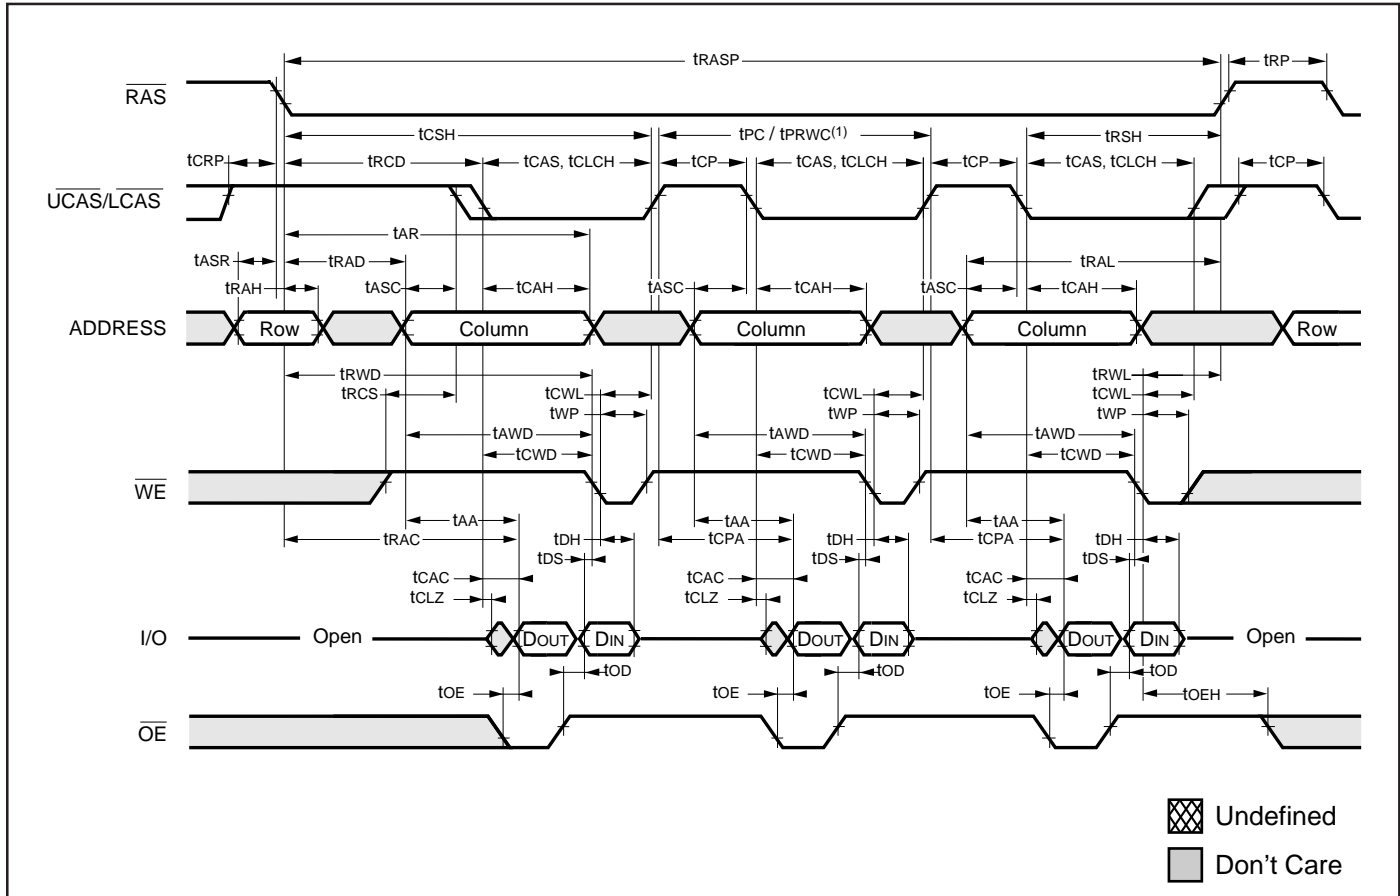 tRASP tRP
RAS
tCSH tPC / tPRWC(1) tRSH
tCRP tRCD tCAS, tCLCH tCP tCAS, tCLCH tCP tCAS, tCLCH tCP
UCAS/LCAS
tAR
tASR tRAD tRAL
tRAH tASC tCAH tASC tCAH tASC tCAH
ADDRESS Row Column Column Column Row
tRWD tRWL
tRCS tCWL tCWL tCWL
tWP tWP tWP
tAWD tAWD tAWD
tCWD tCWD tCWD
WE
tAA tAA tAA
tRAC tDH tCPA tDH tCPA tDH
tDS tDS tDS
tCAC tCAC tCAC
tCLZ tCLZ tCLZ
I/O Open DOUT DIN DOUT DIN DOUT DIN Open
tOD tOD tOD
tOE tOE tOE tOEH
OE
Undefined
Don't Care